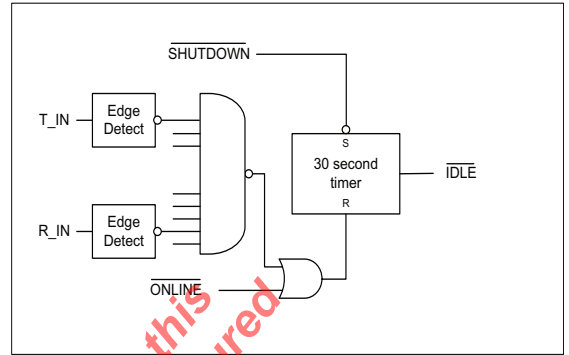 SHUTDOWN
T_IN
Edge
Detect
S
30 second
timer
R
IDLE
R_IN
Edge
Detect
ONLINE
this
ured